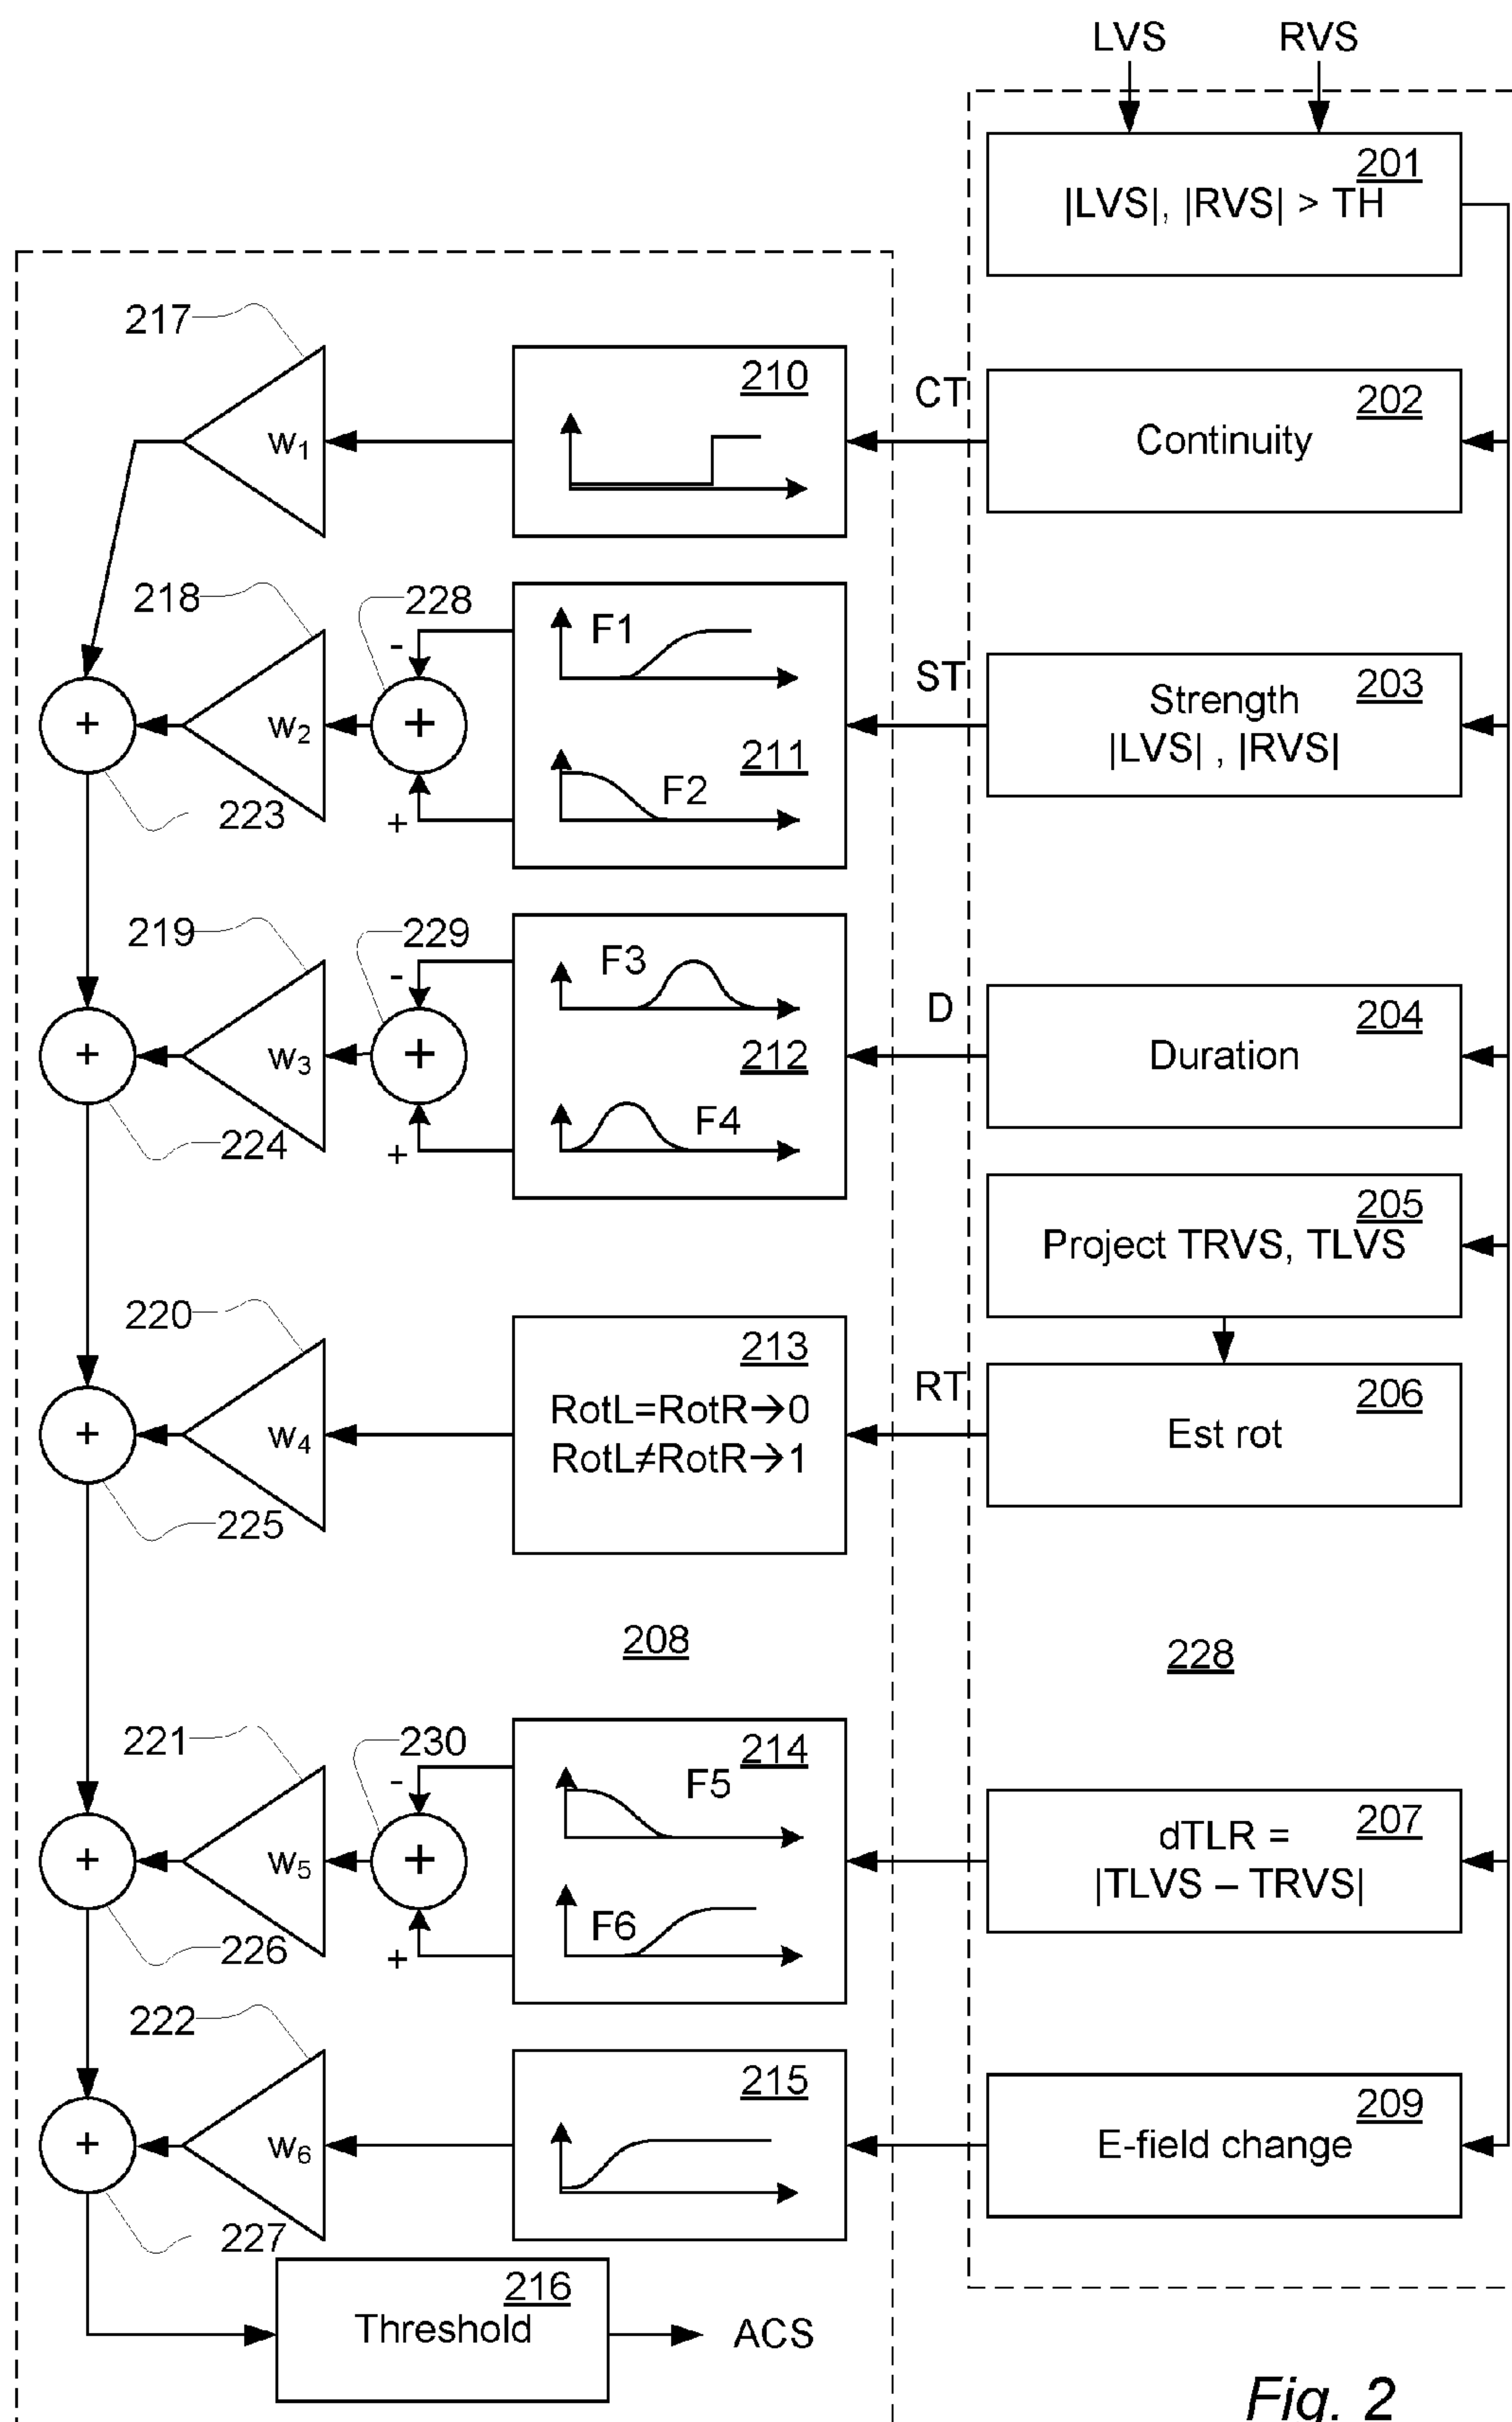 LVS RVS
201
|LVS|, |RVS| > TH
217
210
CT
202
w1
Continuity
218
228
-
F1
ST
203
Strength
|LVS| , |RVS|
+
w2
+
211
F2
223
+
219
229
-
F3
D
204
+
w3
+
212
Duration
224
+
F4
205
Project TRVS, TLVS
220
213
RT
206
RotL=RotR→0
RotL≠RotR→1
+
w4
Est rot
225
208
228
221
230
-
214
F5
207
dTLR =
|TLVS – TRVS|
+
w5
+
F6
226
+
222
215
209
+
w6
E-field change
227
216
Threshold
ACS
Fig. 2